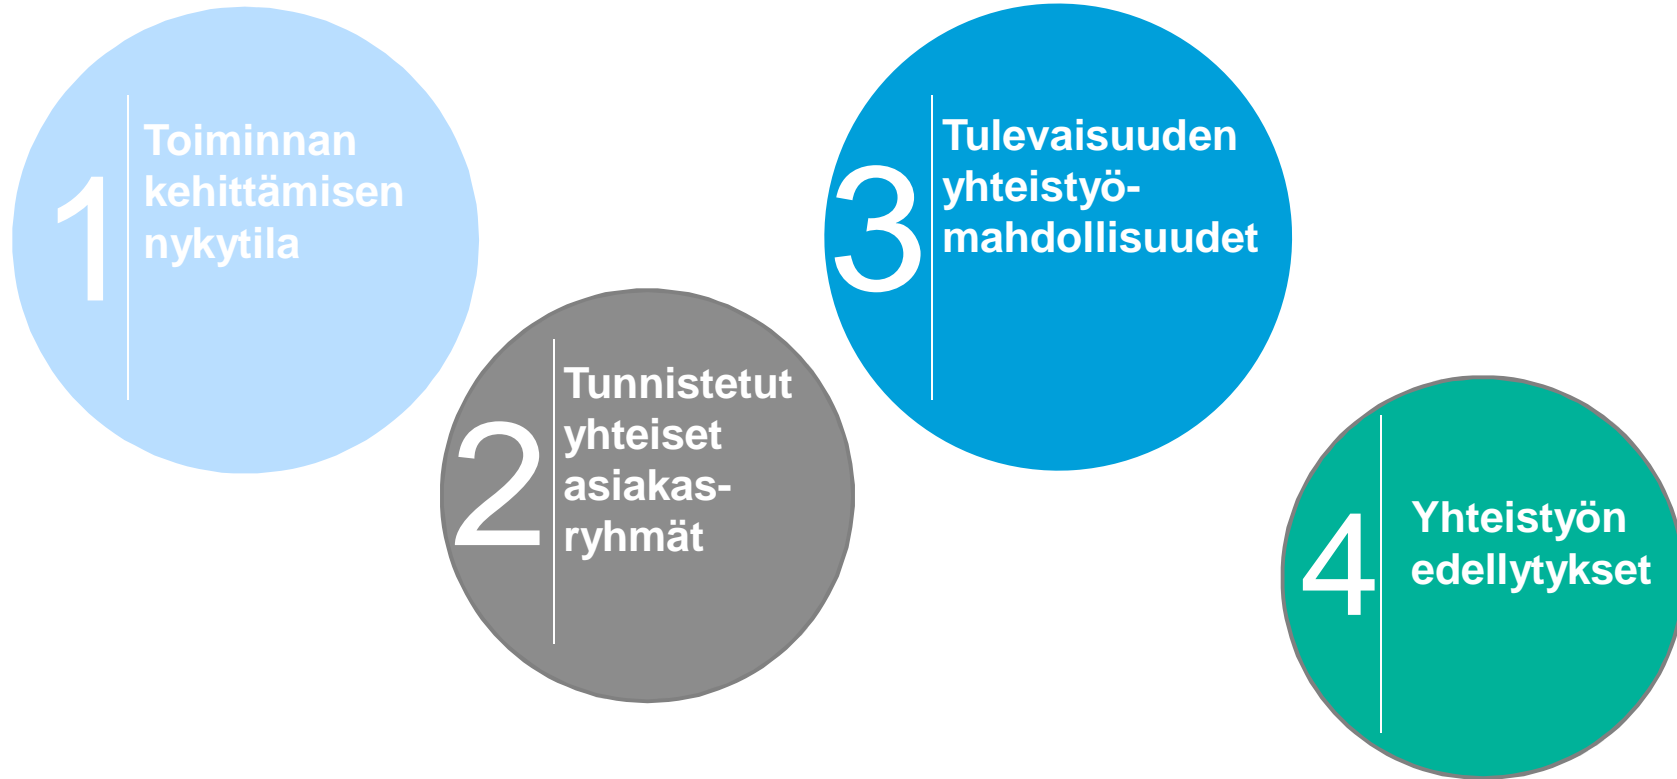 1
Toiminnan
kehittämisen
nykytila
2
Tunnistetut
yhteiset
asiakas-
ryhmät
3
Tulevaisuuden
yhteistyö-
mahdollisuudet
4
Yhteistyön
edellytykset